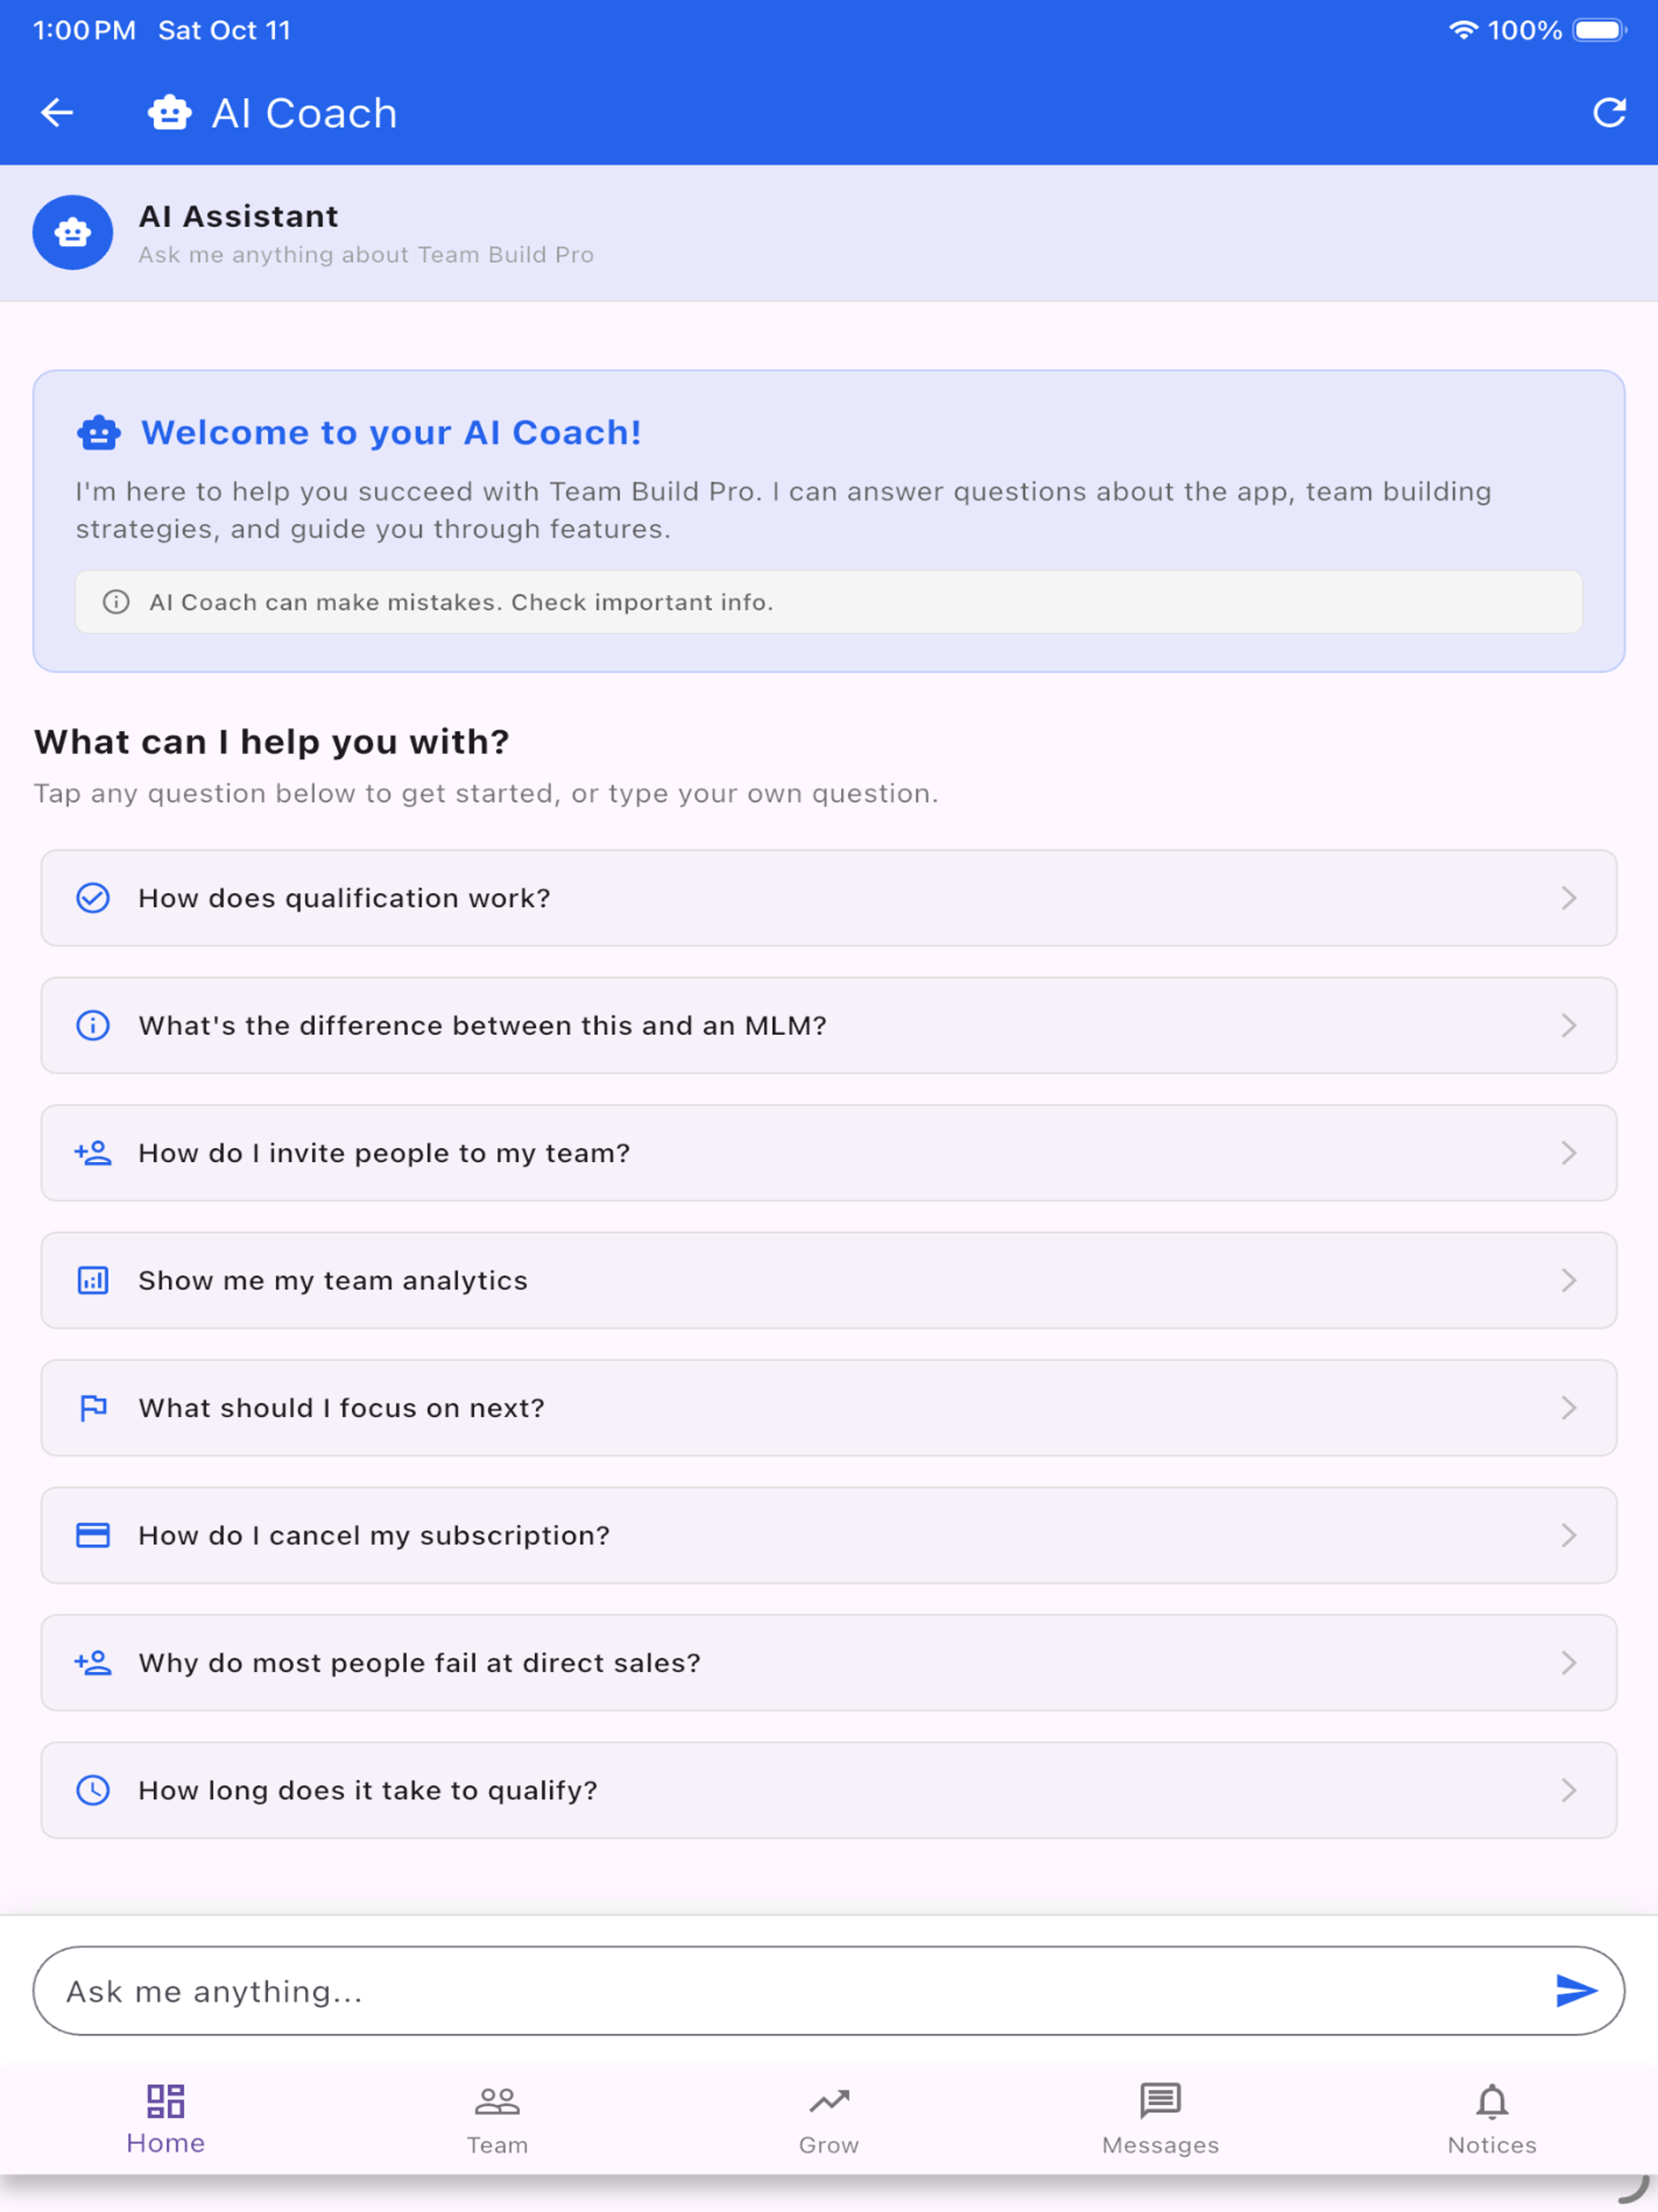 1:00 PM Sat Oct 11 100%
AI Coach
AI Assistant
Ask me anything about Team Build Pro
Welcome to your AI Coach!
I'm here to help you succeed with Team Build Pro. I can answer questions about the app, team building
strategies, and guide you through features.
AI Coach can make mistakes. Check important info.
What can I help you with?
Tap any question below to get started, or type your own question.
How does qualification work?
What's the difference between this and an MLM?
How do I invite people to my team?
Show me my team analytics
What should I focus on next?
How do I cancel my subscription?
Why do most people fail at direct sales?
How long does it take to qualify?
Ask me anything...
Home Team Grow Messages Notices